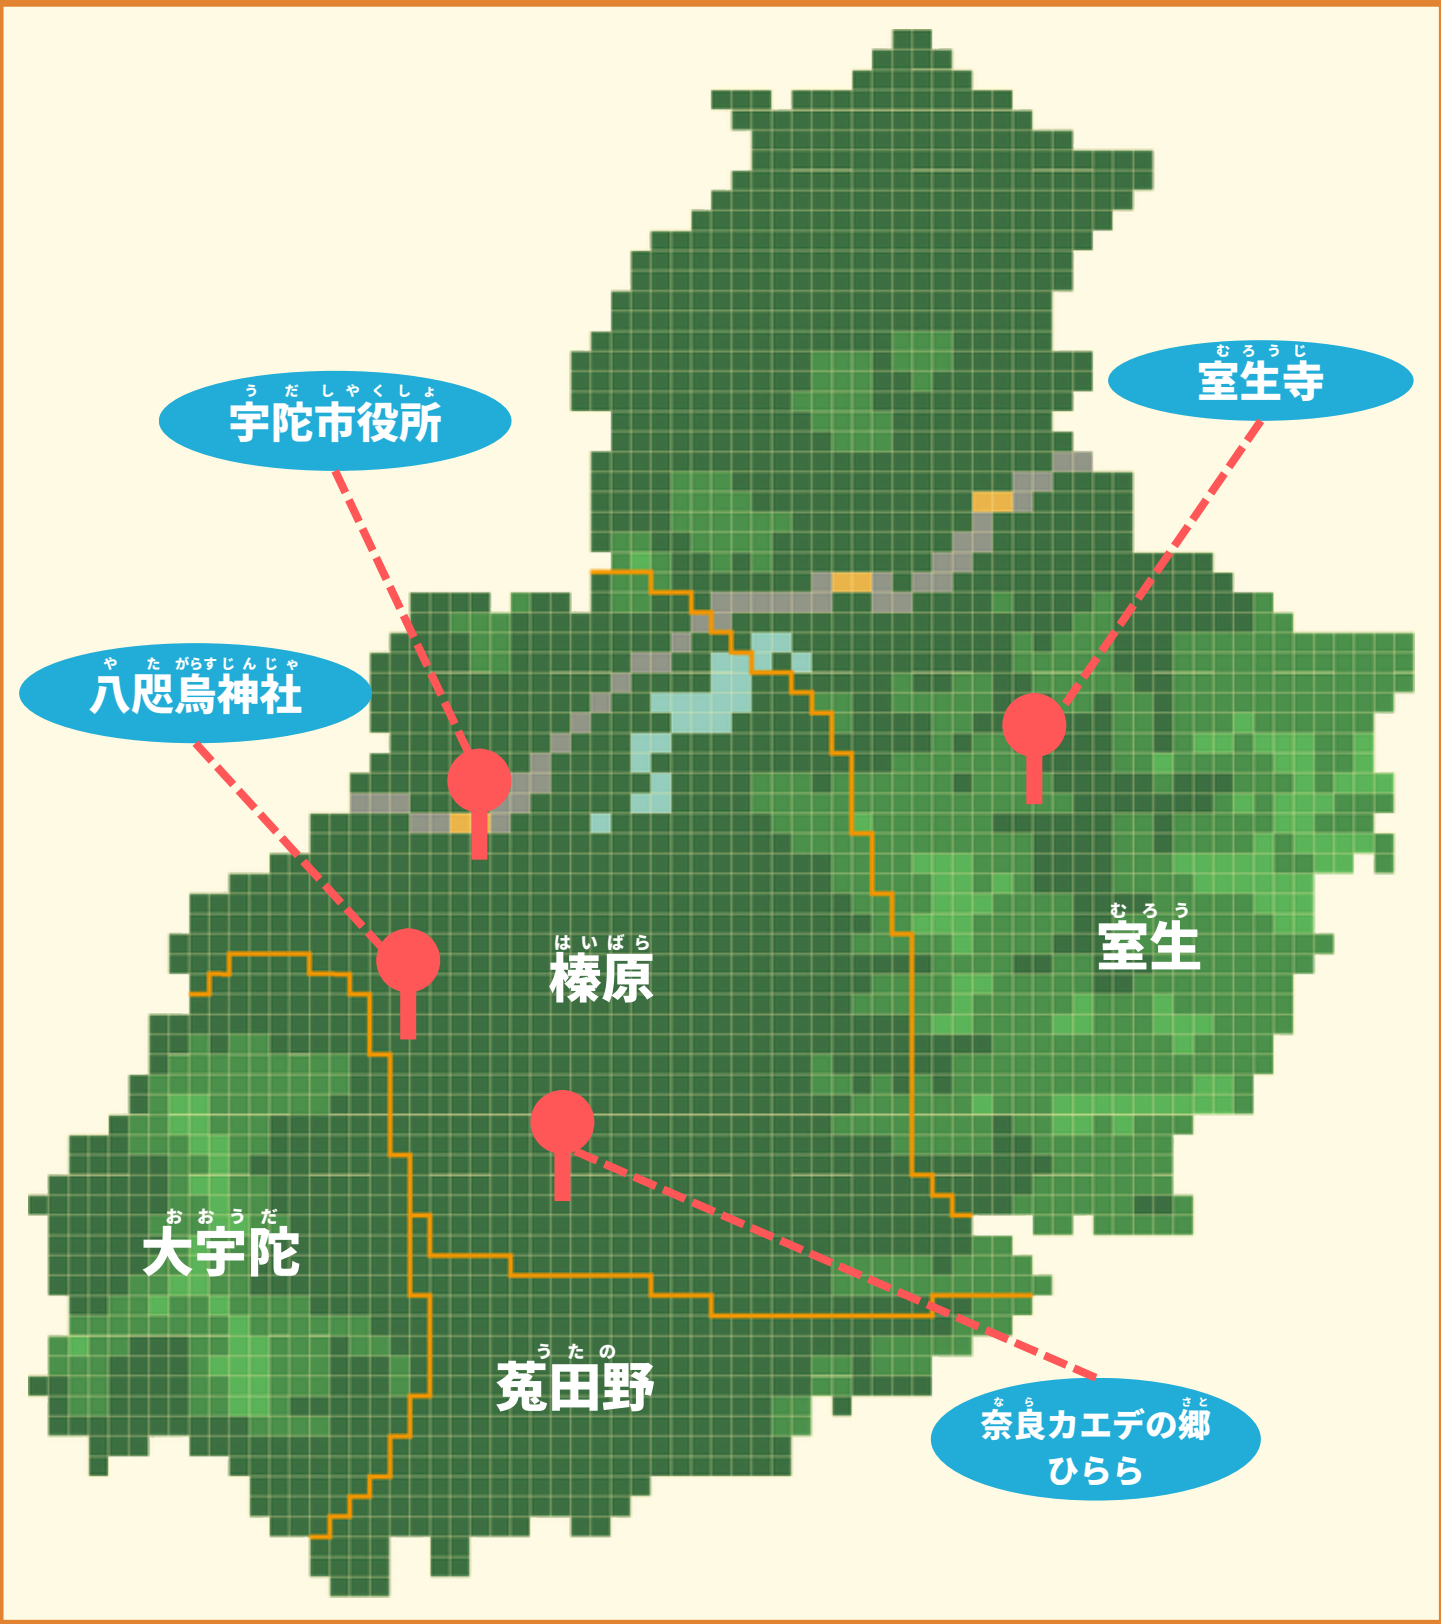 むろうじ
室生寺
うだしやくしょ
宇陀市役所
やたがらすじんじゃ
八咫烏神社
むろう
室生
はいばら
榛原
おおうだ
大宇陀
うたの
菟田野
ならさと
奈良カエデの郷
ひらら